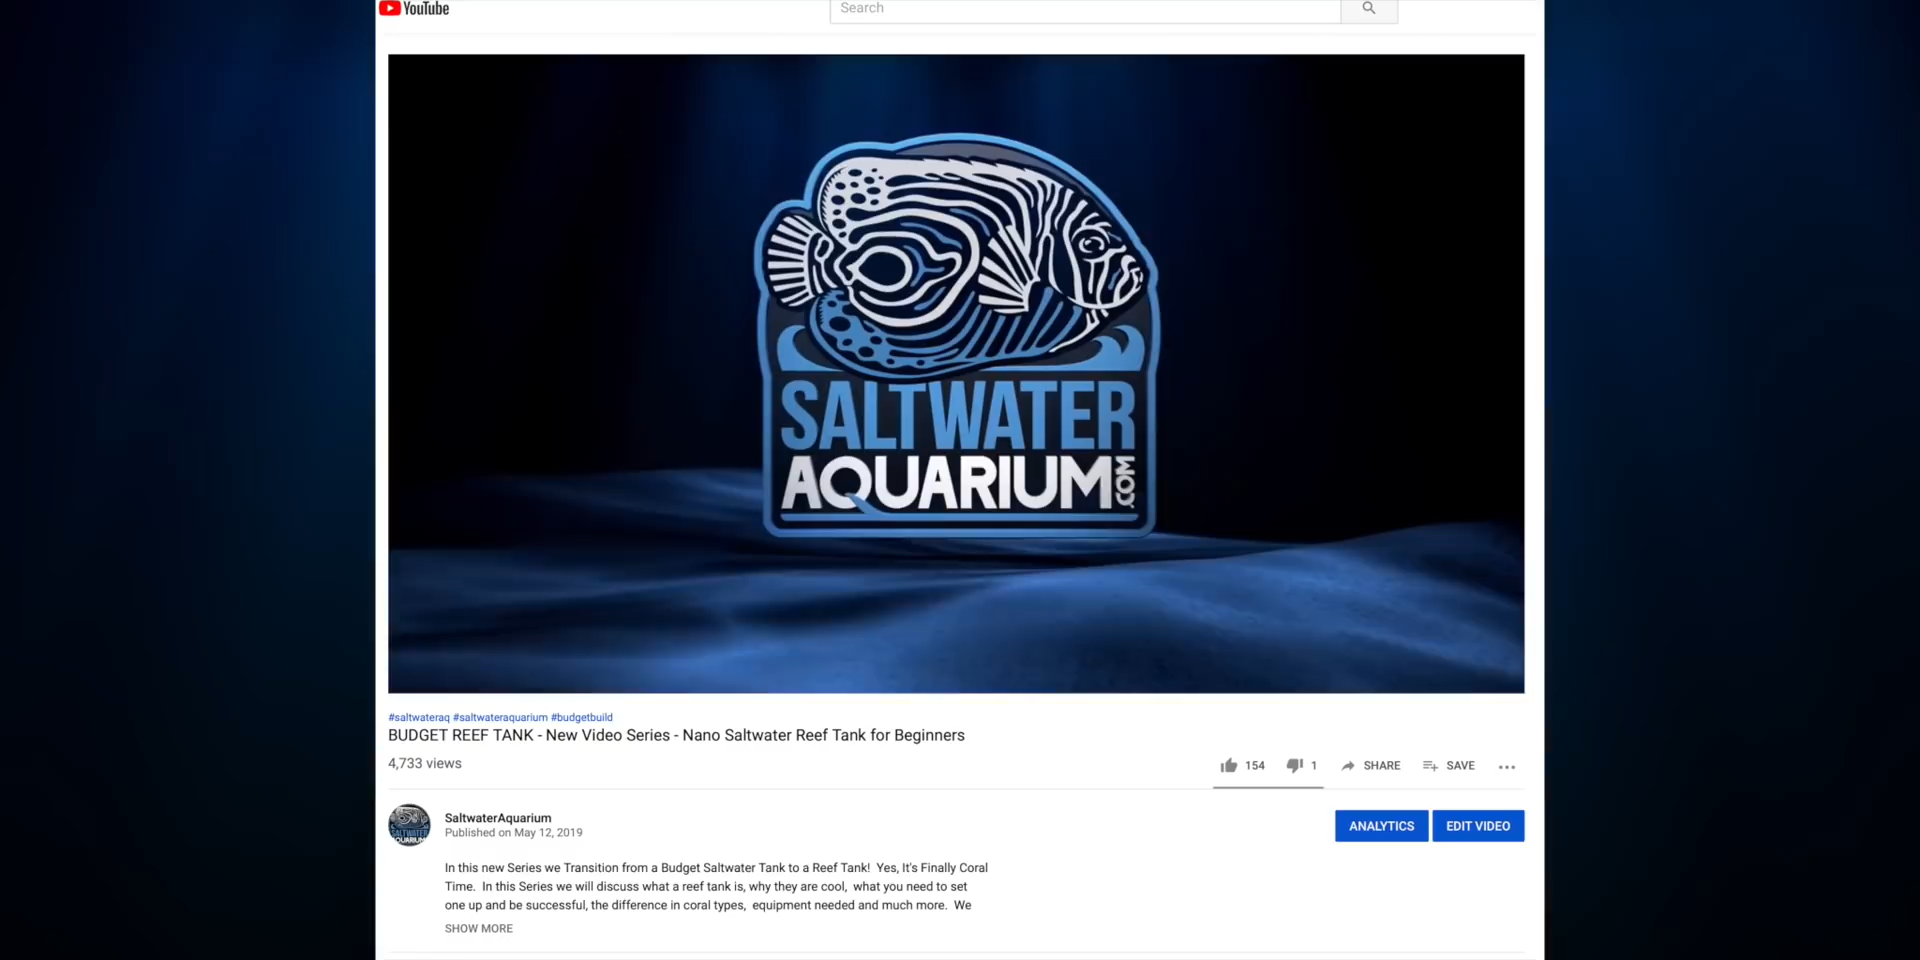 YouTube
Search
SALTWATER
AQUARIUM.COM
#saltwateraq #saltwateraquarium #budgetbuild
BUDGET REEF TANK - New Video Series - Nano Saltwater Reef Tank for Beginners
4,733 views
154 1 SHARE SAVE
SaltwaterAquarium
Published on May 12, 2019
ANALYTICS EDIT VIDEO
In this new Series we Transition from a Budget Saltwater Tank to a Reef Tank! Yes, It's Finally Coral
Time. In this Series we will discuss what a reef tank is, why they are cool, what you need to set
one up and be successful, the difference in coral types, equipment needed and much more. We
SHOW MORE